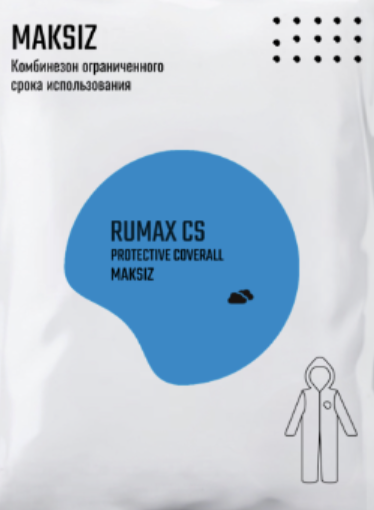 MAKSIZ
Комбинезон ограниченного
срока использования
RUMAX CS
PROTECTIVE COVERALL
MAKSIZ